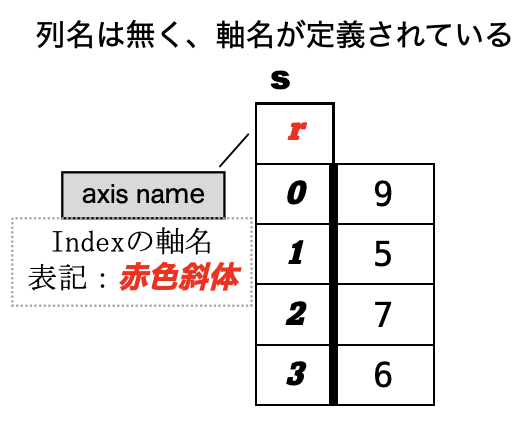 列名は無く、軸名が定義されている
s
r
axis name
Indexの軸名
表記：赤色斜体
0 9
1 5
2 7
3 6